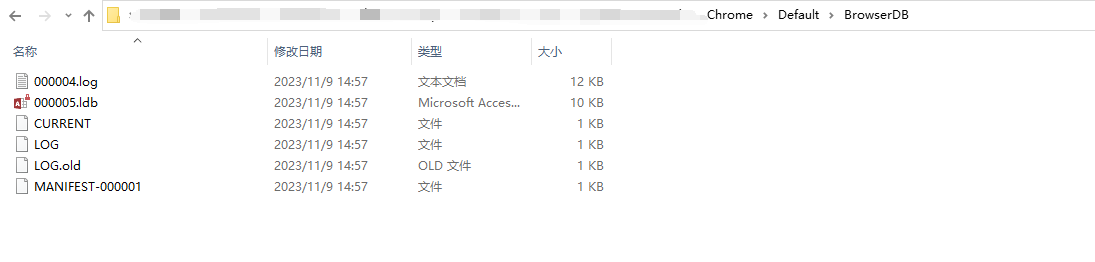 Chrome > Default > BrowserDB
名称 修改日期 类型 大小
000004.log 2023/11/9 14:57 文本文档 12 KB
000005.ldb 2023/11/9 14:57 Microsoft Acces... 10 KB
CURRENT 2023/11/9 14:57 文件 1 KB
LOG 2023/11/9 14:57 文件 1 KB
LOG.old 2023/11/9 14:57 OLD 文件 1 KB
MANIFEST-000001 2023/11/9 14:57 文件 1 KB